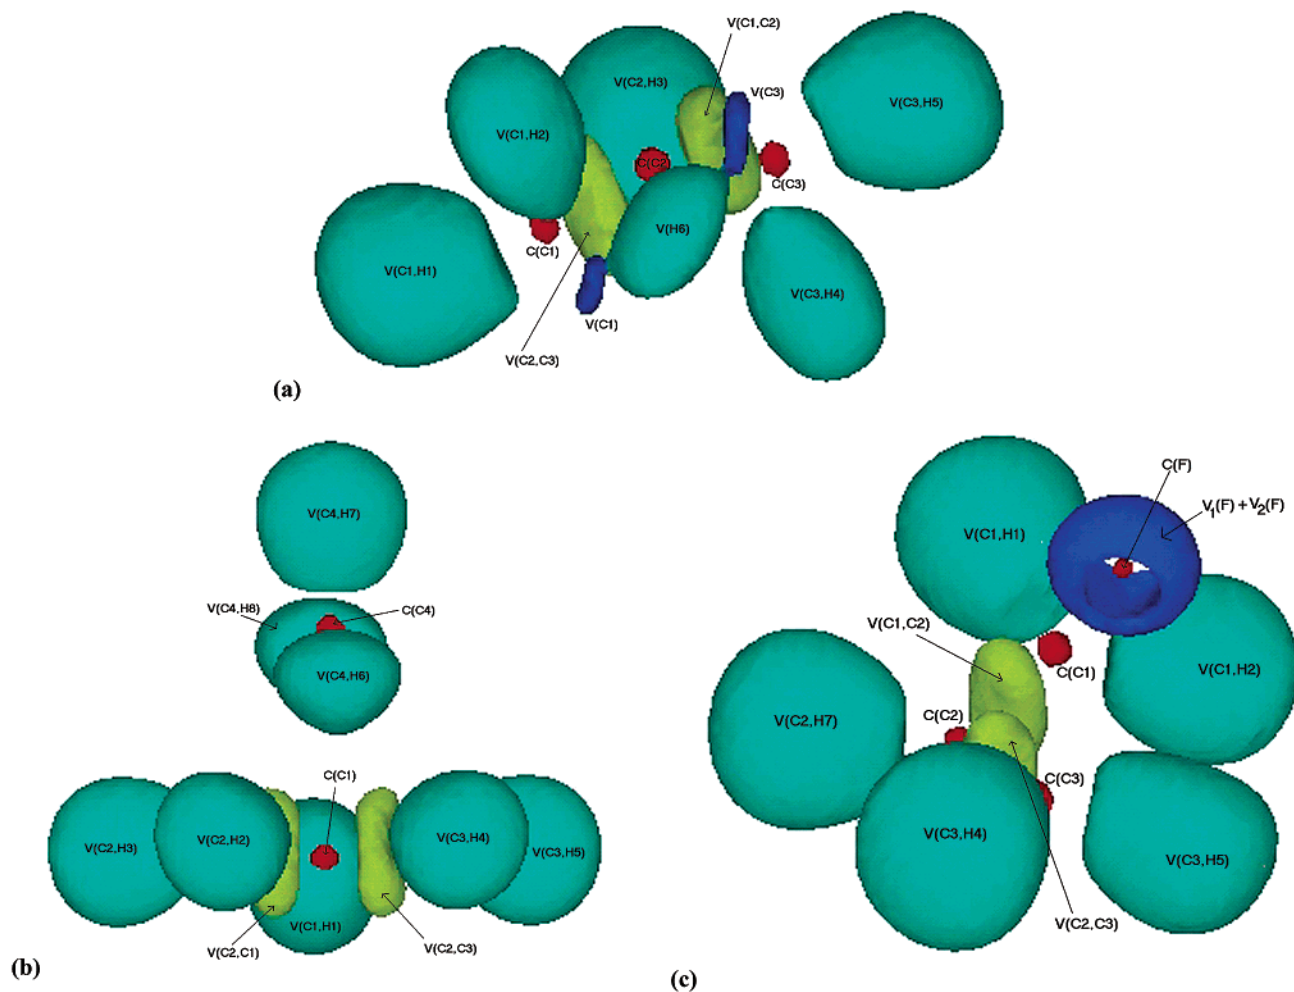 V(C1,C2)
V(C2,H3)
V(C3)
V(C3,H5)
V(C1,H2)
C(C2
C(C3)
V(H6)
C(C1)
V(C1,H1)
V(C3,H4)
V(C1)
V(C2,C3)
(a)
V(C4,H7)
V(C4,H8)
C(C4)
V(C4,H6)
C(C1)
V(C2,H3)
V(C2,H2)
V(C3,H4)
V(C3,H5)
V(C1,H1)
V(C2,C1)
V(C2,C3)
(b)
C(F)
V1(F) + V2(F)
V(C1,H1)
V(C1,C2)
C(C1)
V(C1,H2)
C(C2)
V(C2,H7)
C(C3)
V(C3,H4)
V(C3,H5)
V(C2,C3)
(c)